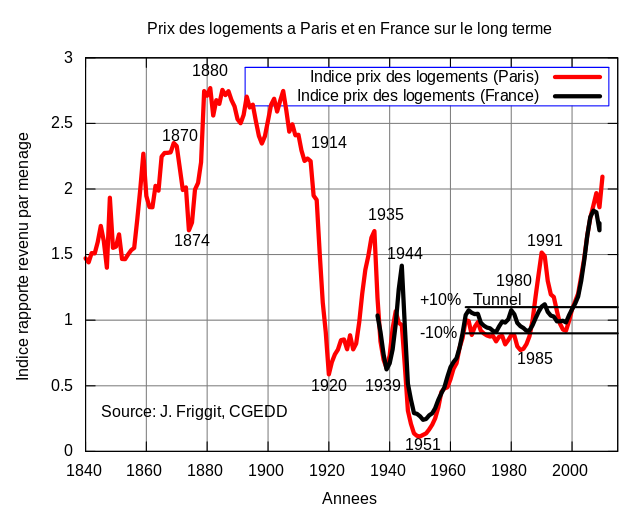 Prix des logements a Paris et en France sur le long terme
Indice rapporte revenu par menage
3
2.5
2
1.5
1
0.5
0
Indice prix des logements (Paris)
Indice prix des logements (France)
1880
1870
1914
1874
1935
1944
1991
1980
+10%
Tunnel
-10%
1985
1920
1939
1951
Source: J. Friggit, CGEDD
1840 1860 1880 1900 1920 1940 1960 1980 2000
Annees